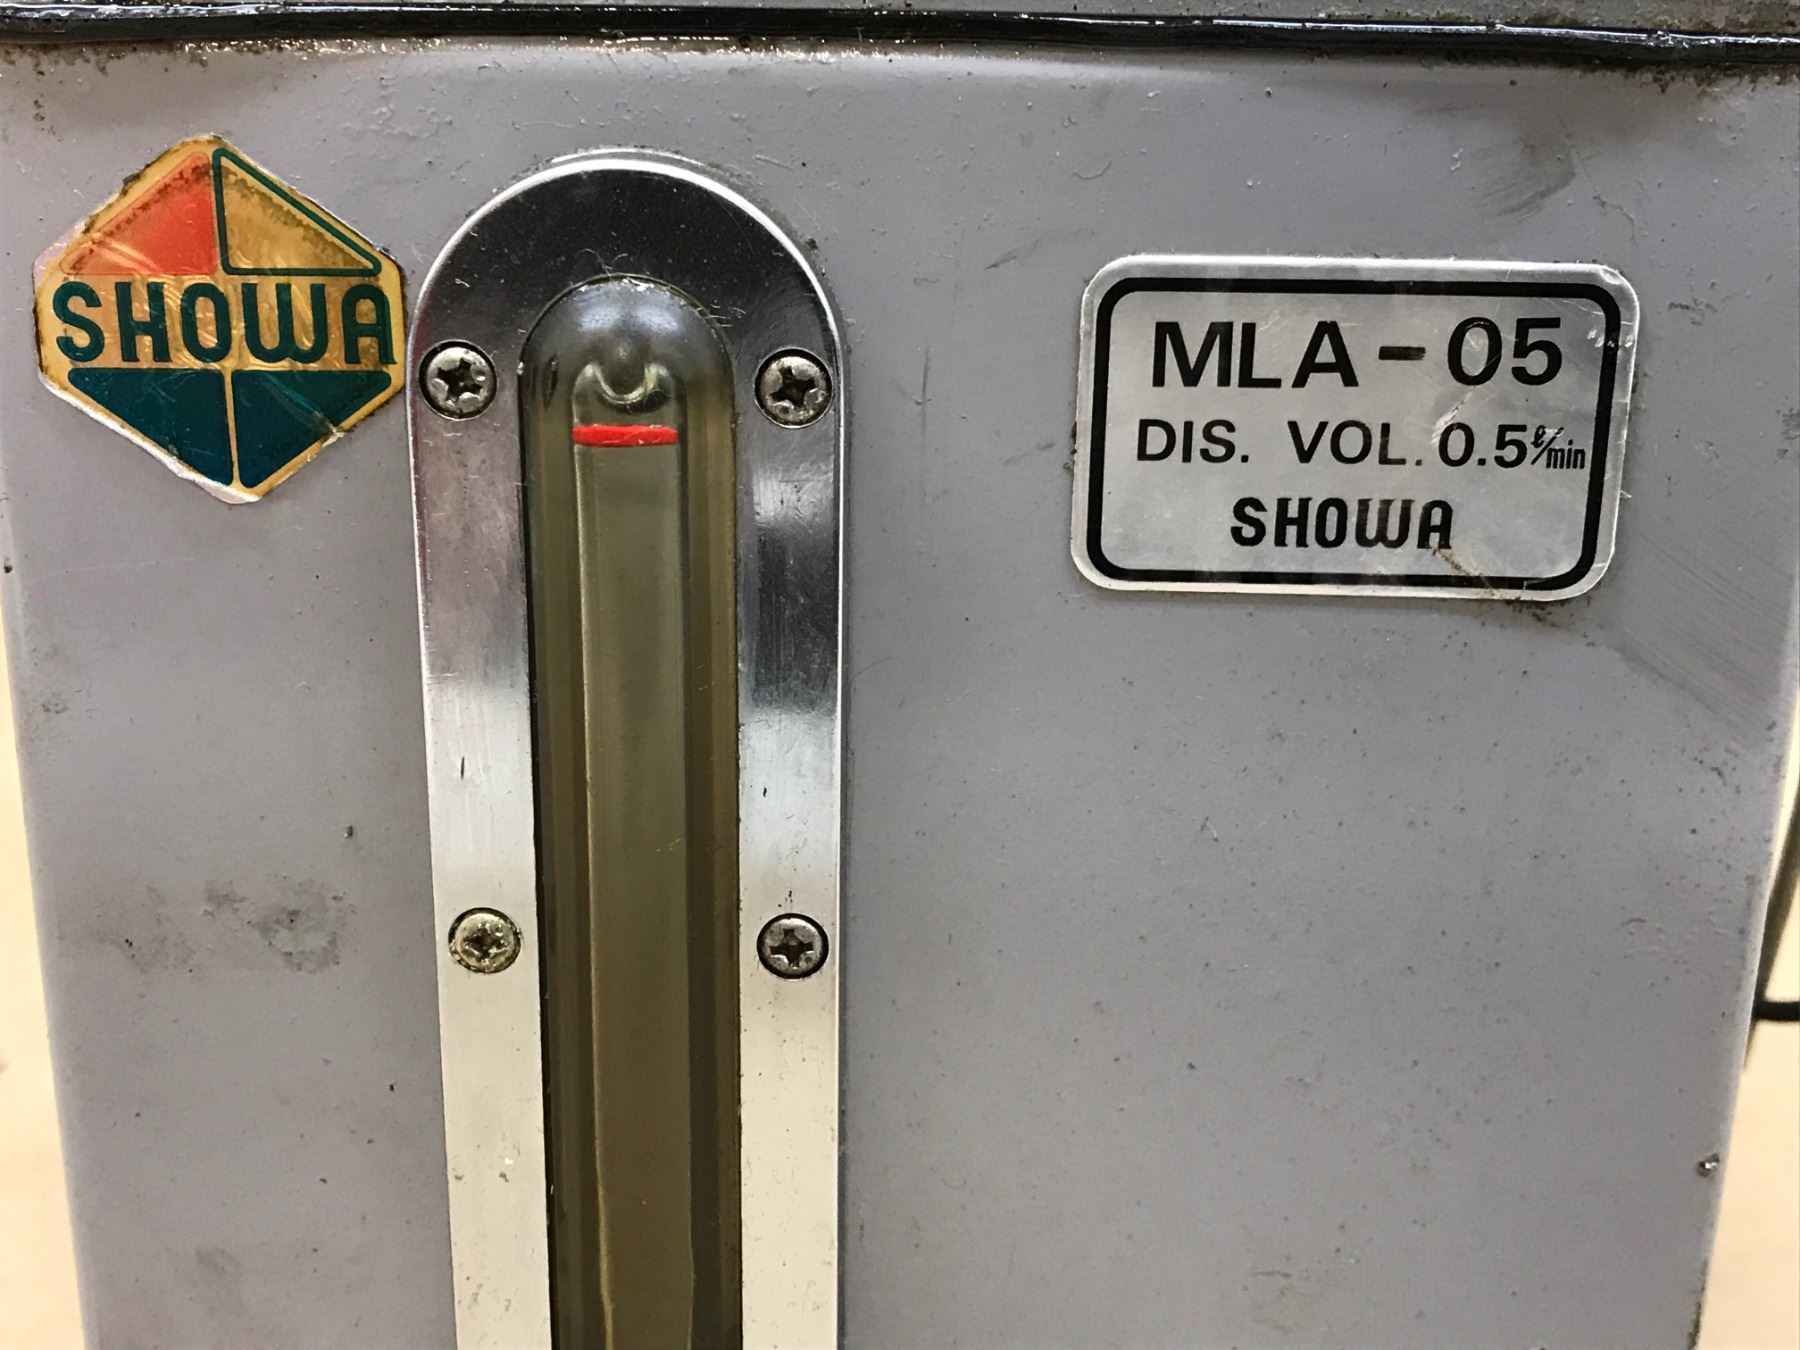 SHOWA
MLA-05
DIS. VOL. 0.5ℓ/min
SHOWA